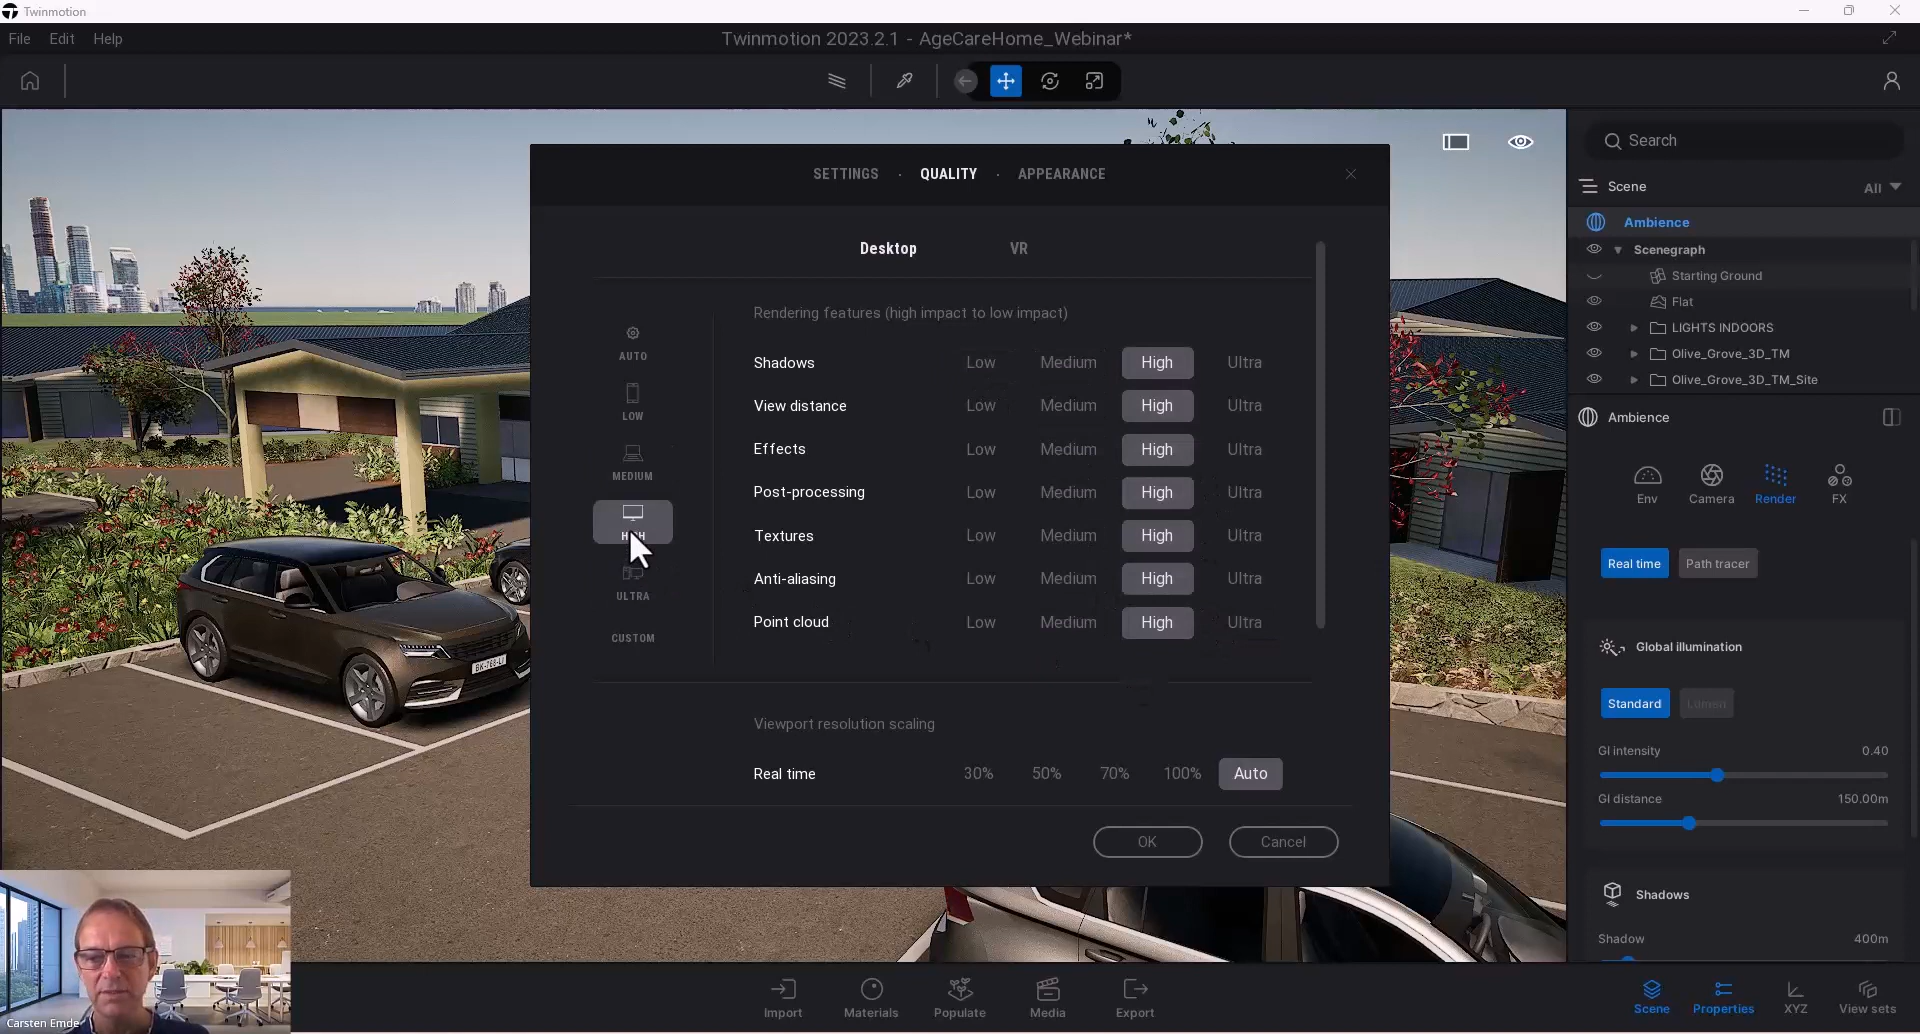 Twinmotion
File Edit Help
Twinmotion 2023.2.1 - AgeCareHome_Webinar*
SETTINGS · QUALITY · APPEARANCE
Desktop VR
Rendering features (high impact to low impact)
AUTO
LOW
MEDIUM
ULTRA
CUSTOM
Shadows Low Medium High Ultra
View distance Low Medium High Ultra
Effects Low Medium High Ultra
Post-processing Low Medium High Ultra
Textures Low Medium High Ultra
Anti-aliasing Low Medium High Ultra
Point cloud Low Medium High Ultra
Viewport resolution scaling
Real time 30% 50% 70% 100% Auto
OK Cancel
Search
Scene All
Ambience
Scenegraph
Starting Ground
Flat
LIGHTS INDOORS
Olive_Grove_3D_TM
Olive_Grove_3D_TM_Site
Ambience
Env Camera Render FX
Real time Path tracer
Global illumination
Standard Lumen
GI intensity 0.40
GI distance 150.00m
Shadows
Shadow 400m
BK-768-LI
Carsten Emde
Import Materials Populate Media Export
Scene Properties XYZ View sets